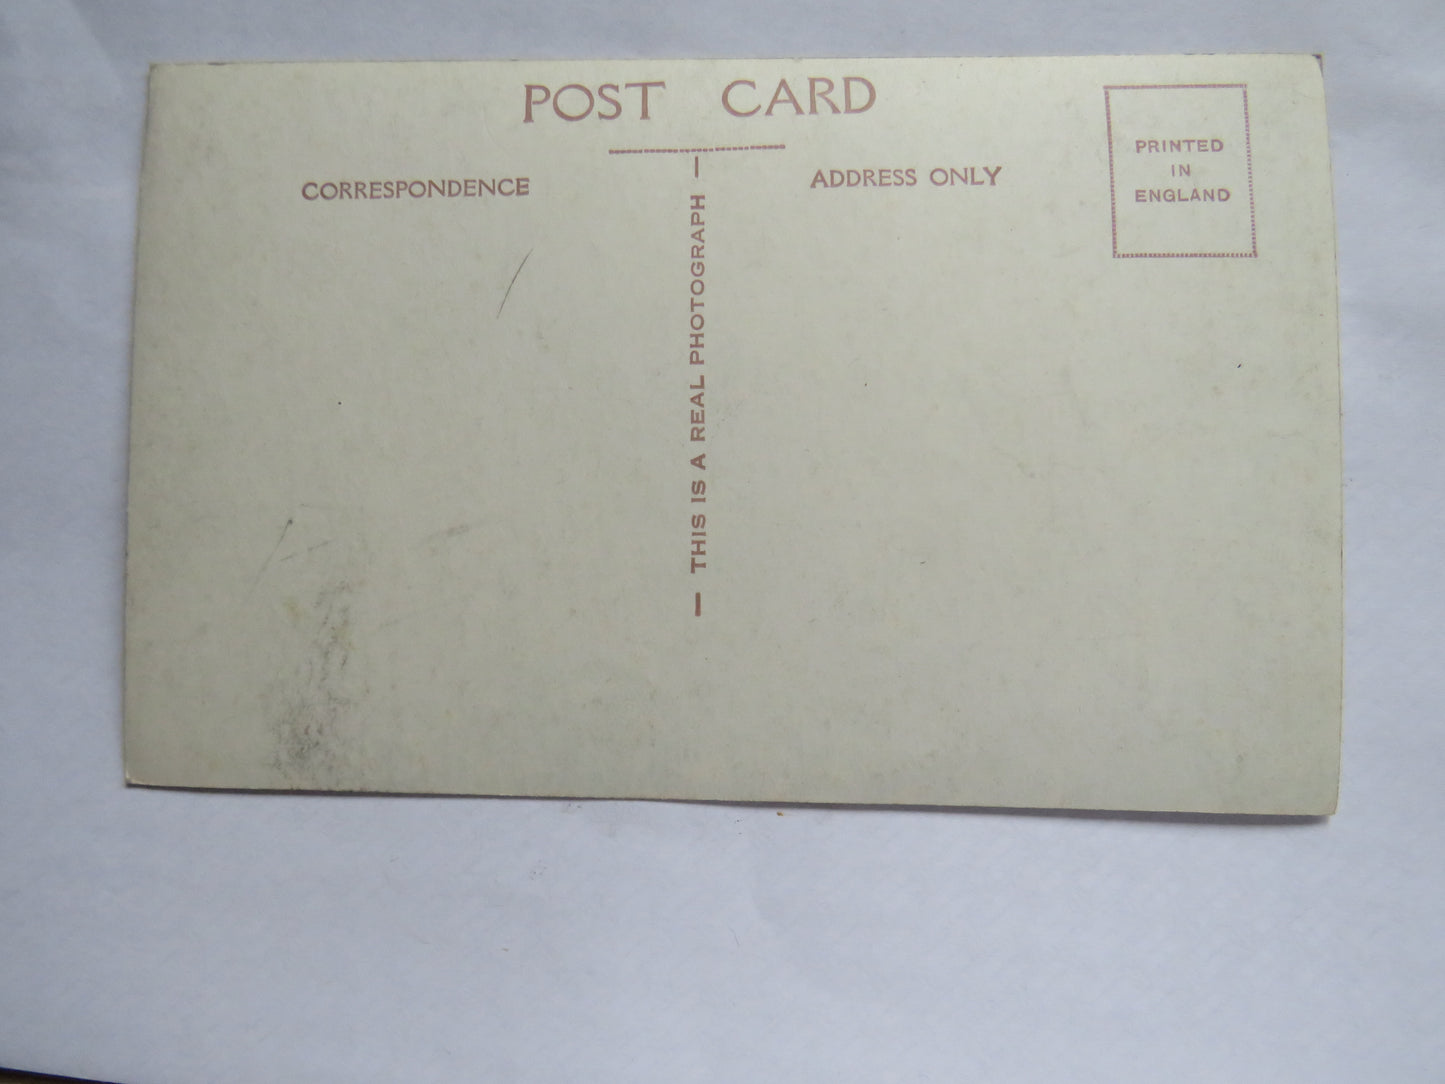 POST CARD
CORRESPONDENCE
ADDRESS ONLY
PRINTED
IN
ENGLAND
— THIS IS A REAL PHOTOGRAPH —